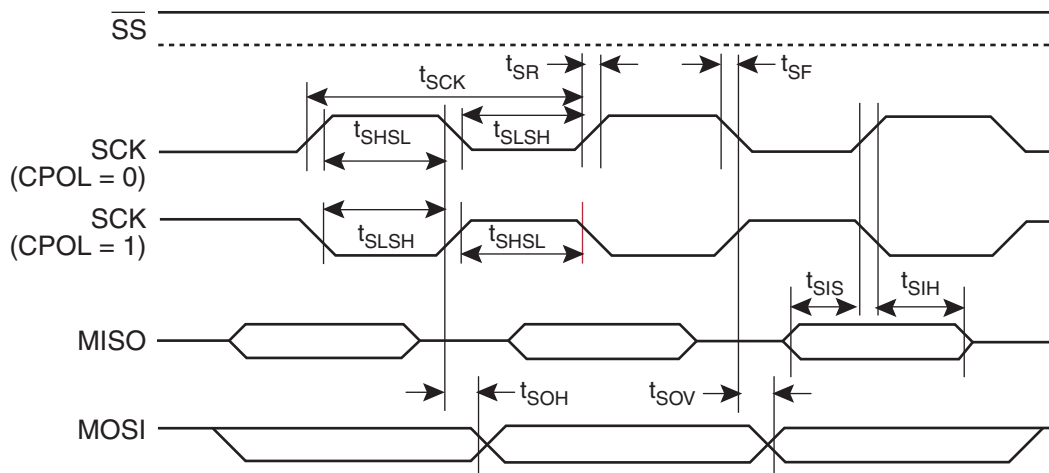 SS
tSCK
tSR
tSF
tSHSL
tSLSH
SCK
(CPOL = 0)
SCK
(CPOL = 1)
tSLSH
tSHSL
tSIS
tSIH
MISO
tSOH
tSOV
MOSI